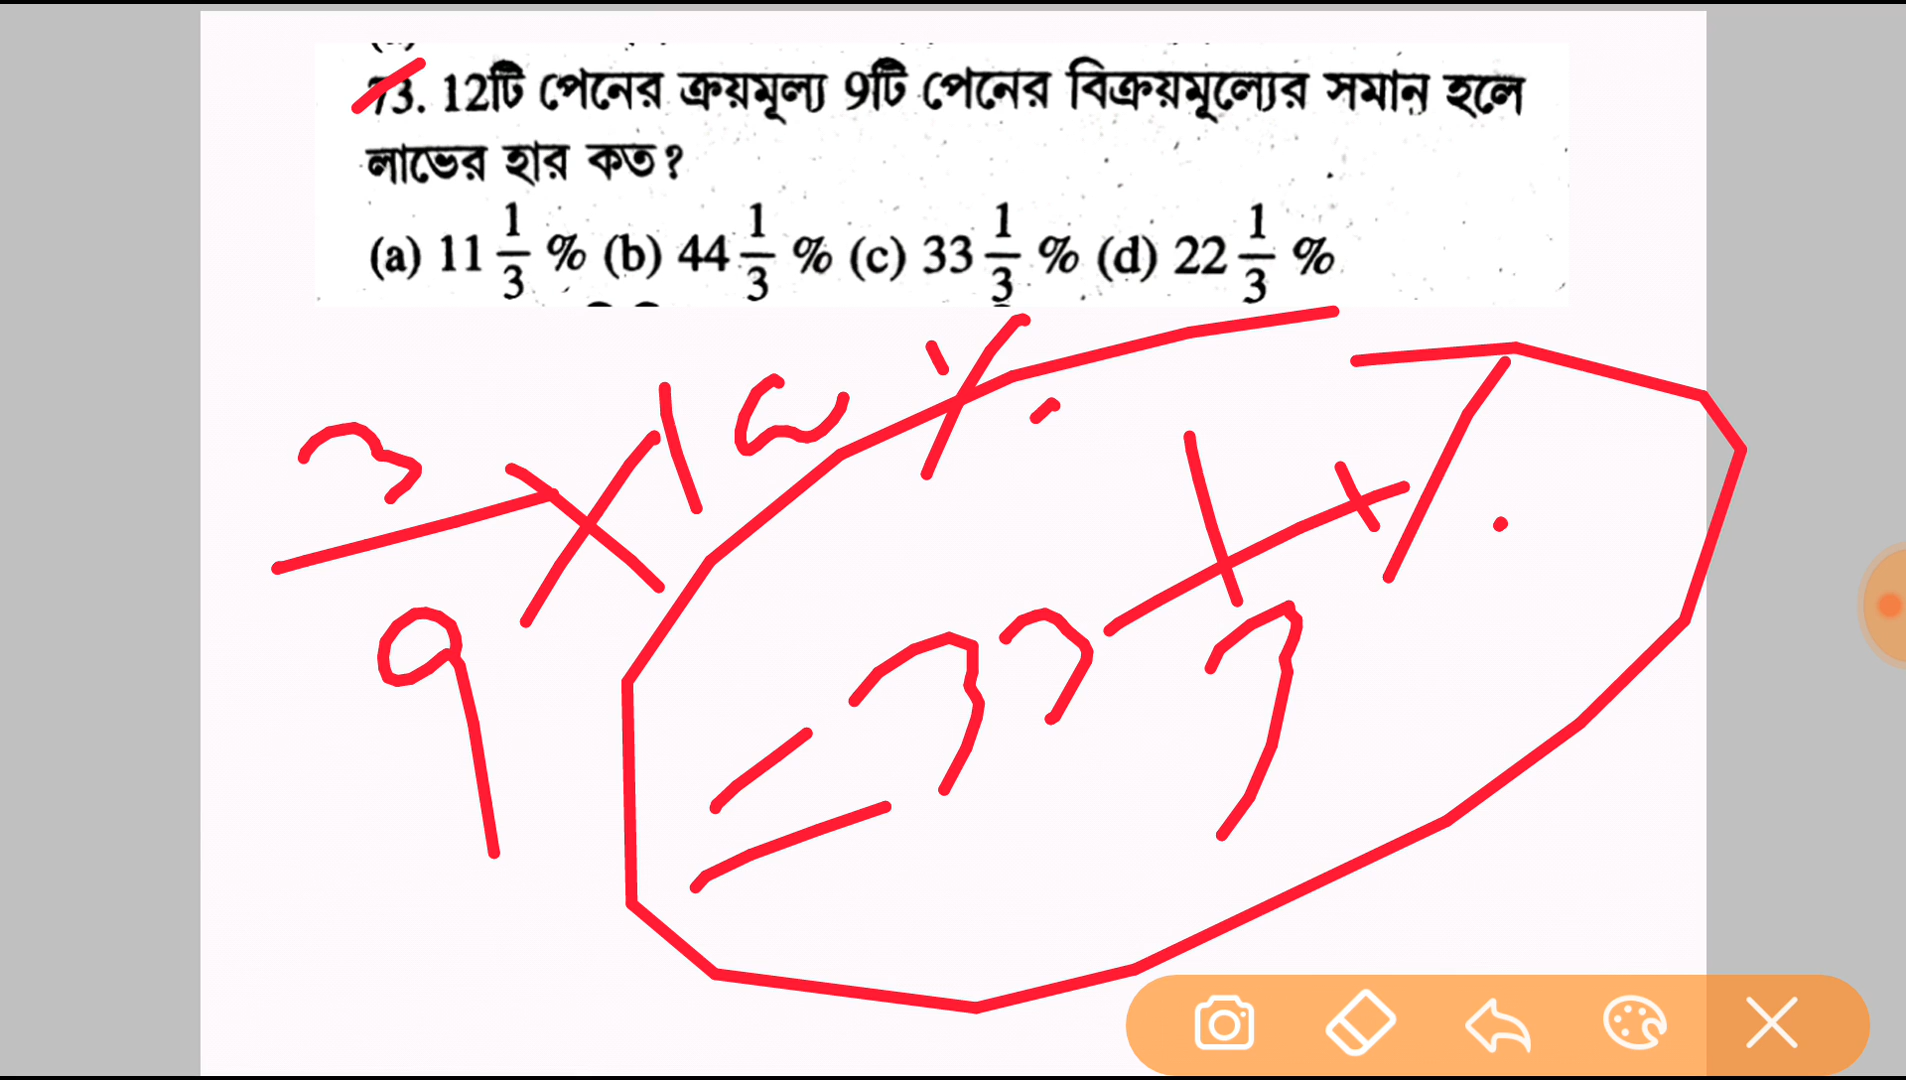 73. 12টি পেনের ক্রয়মূল্য 9টি পেনের বিক্রয়মূল্যের সমান হলে
লাভের হার কত?
(a) 11 1/3 % (b) 44 1/3 % (c) 33 1/3 % (d) 22 1/3 %
3/9 × 100 %
= 33 1/3 %